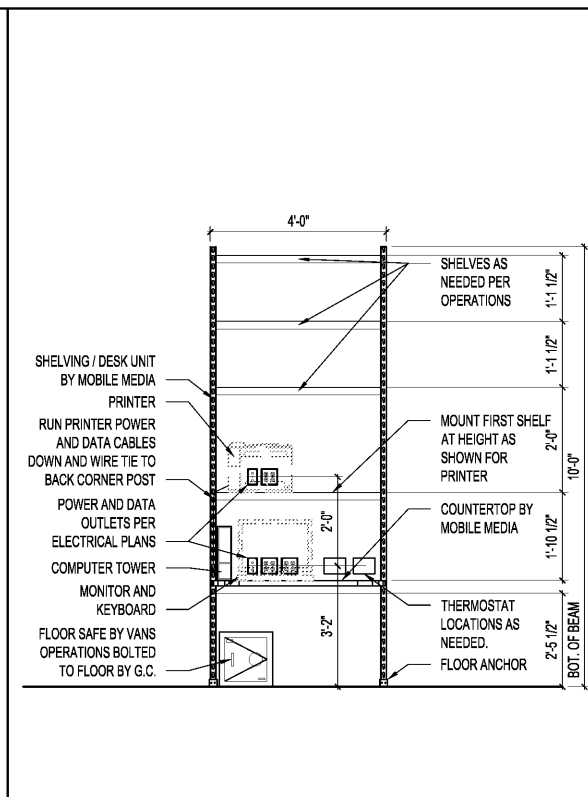 4'-0"
SHELVES AS
NEEDED PER
OPERATIONS
1'-1 1/2"
1'-1 1/2"
SHELVING / DESK UNIT
BY MOBILE MEDIA
PRINTER
RUN PRINTER POWER
AND DATA CABLES
DOWN AND WIRE TIE TO
BACK CORNER POST
POWER AND DATA
OUTLETS PER
ELECTRICAL PLANS
COMPUTER TOWER
MONITOR AND
KEYBOARD
FLOOR SAFE BY VANS
OPERATIONS BOLTED
TO FLOOR BY G.C.
MOUNT FIRST SHELF
AT HEIGHT AS
SHOWN FOR
PRINTER
2'-0"
10'-0"
2'-0"
COUNTERTOP BY
MOBILE MEDIA
1'-10 1/2"
3'-2"
THERMOSTAT
LOCATIONS AS
NEEDED.
FLOOR ANCHOR
2'-5 1/2"
BOT. OF BEAM